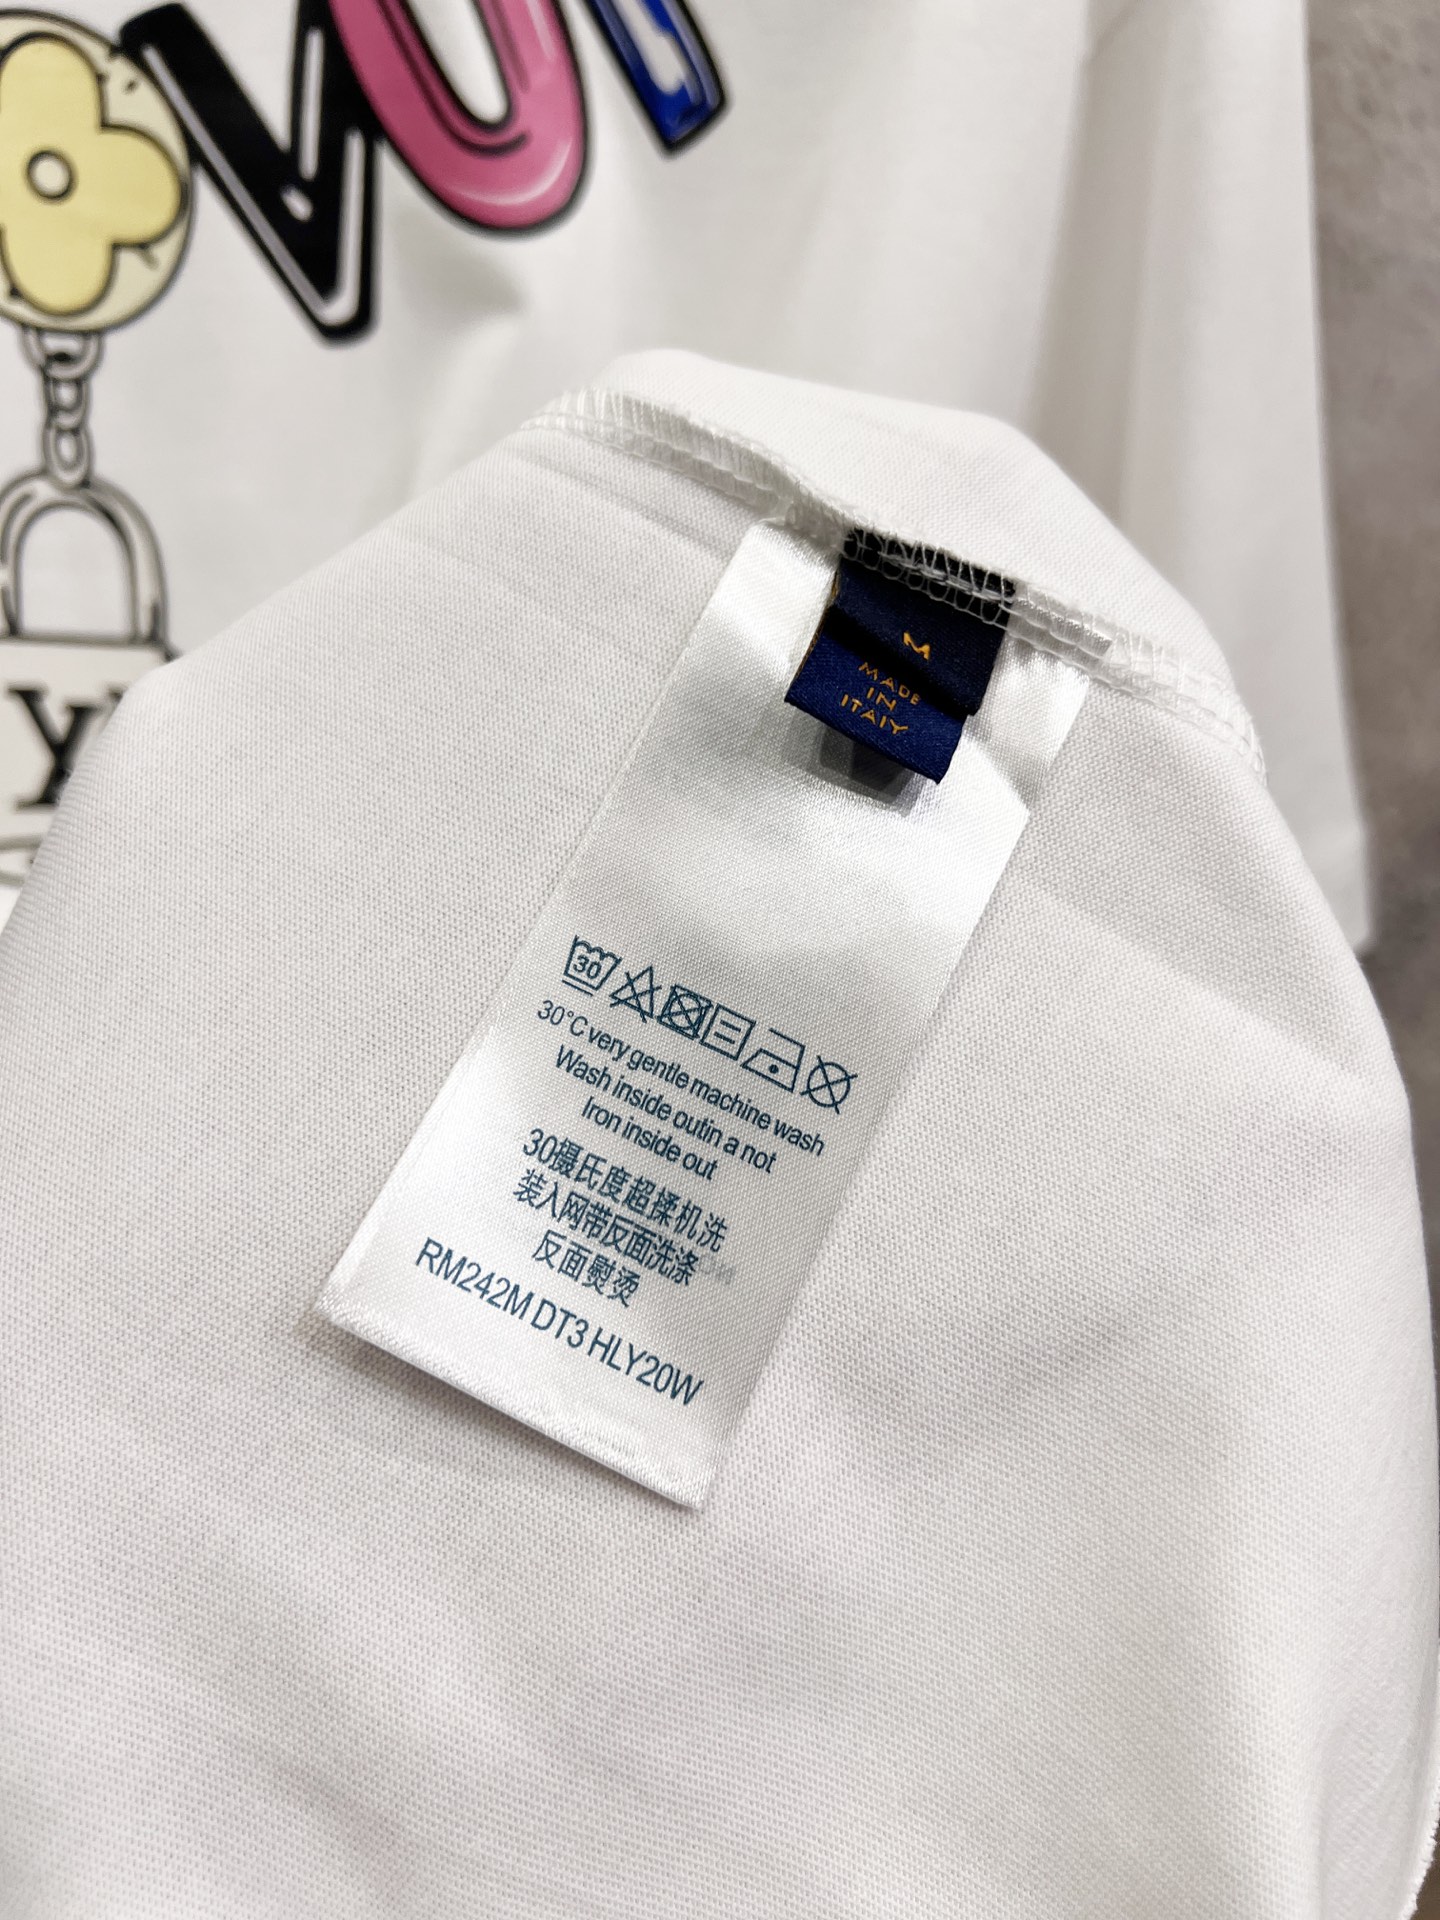 VUI
M
MADE
IN
ITAIY
30
30°C very gentle machine wash
Wash inside outin a not
Iron inside out
30摄氏度超揉机洗
装入网带反面洗涤
反面熨烫
RM242M DT3 HLY20W